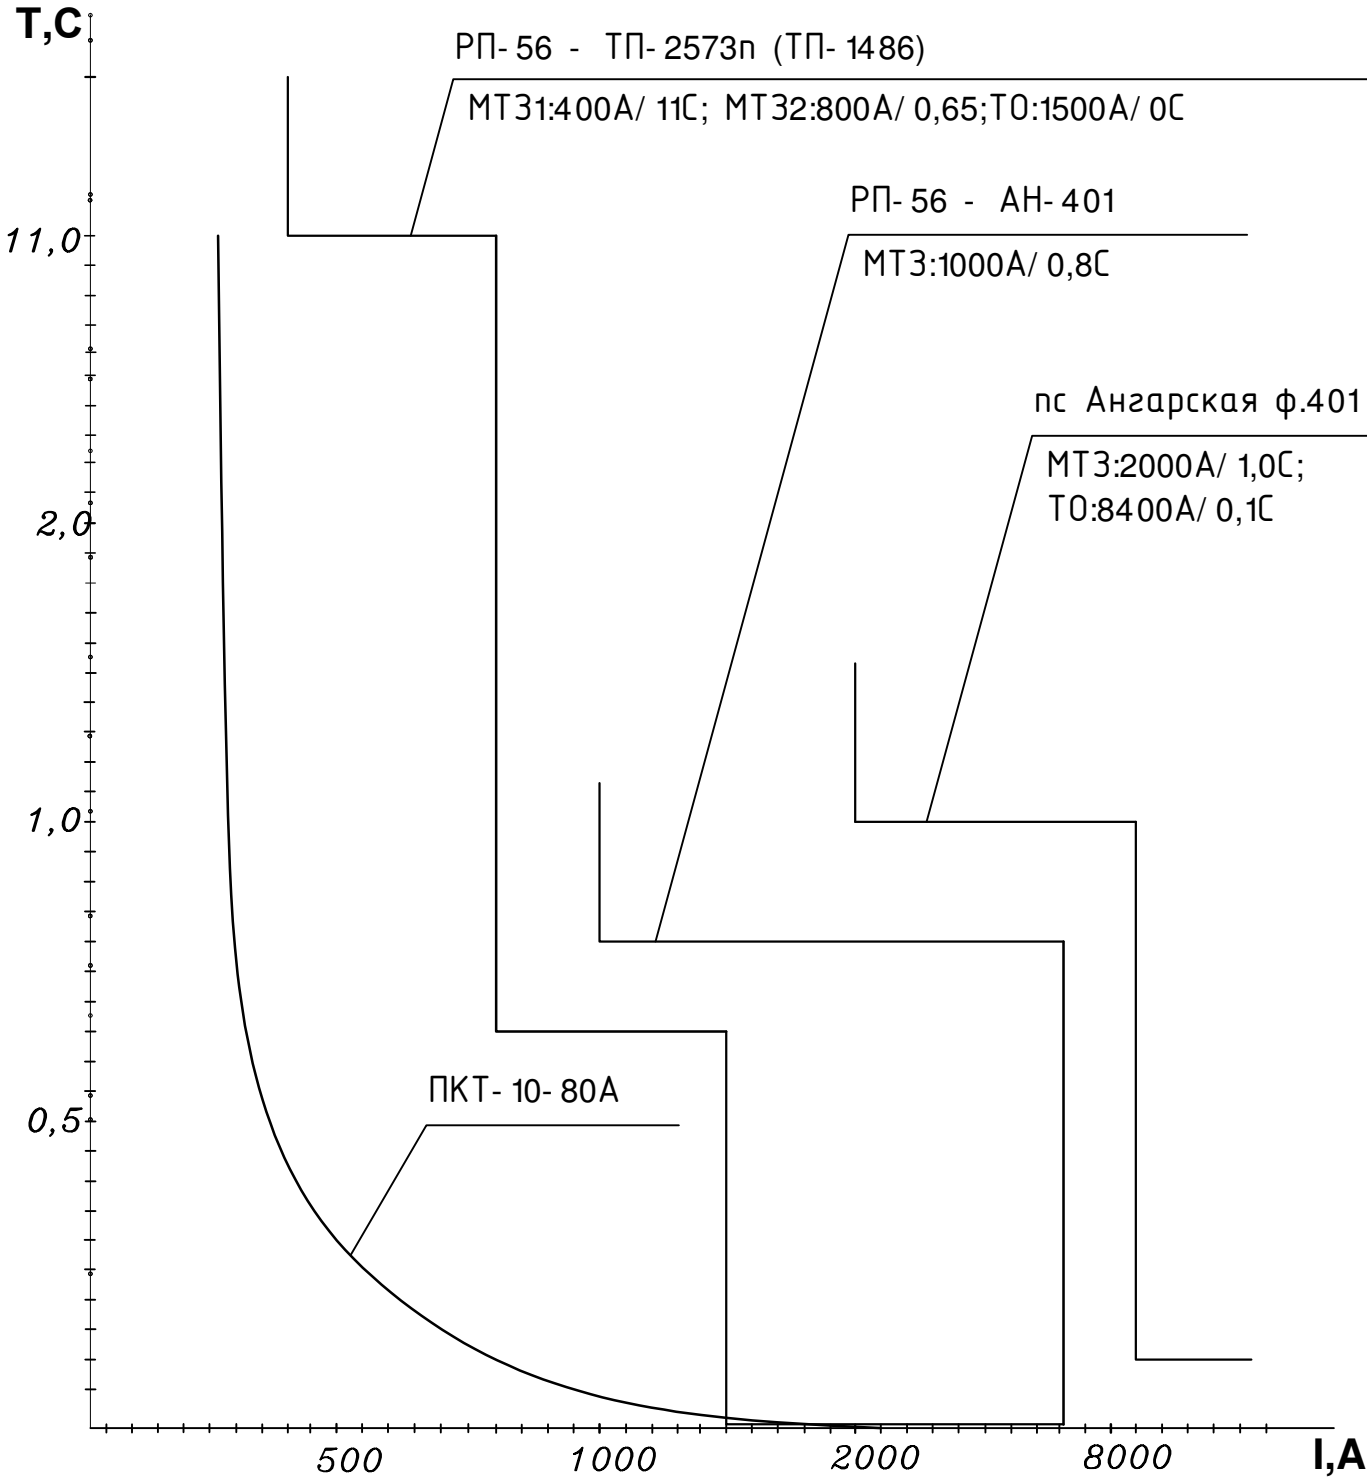 Т,С
РП-56 - ТП-2573п (ТП-1486)
МТЗ1:400А/ 11С; МТЗ2:800А/ 0,65;ТО:1500А/ 0С
РП-56 - АН-401
11,0
МТЗ:1000А/ 0,8С
пс Ангарская ф.401
МТЗ:2000А/ 1,0С;
ТО:8400А/ 0,1С
2,0
1,0
ПКТ-10-80А
0,5
500
1000
2000
8000
I,А